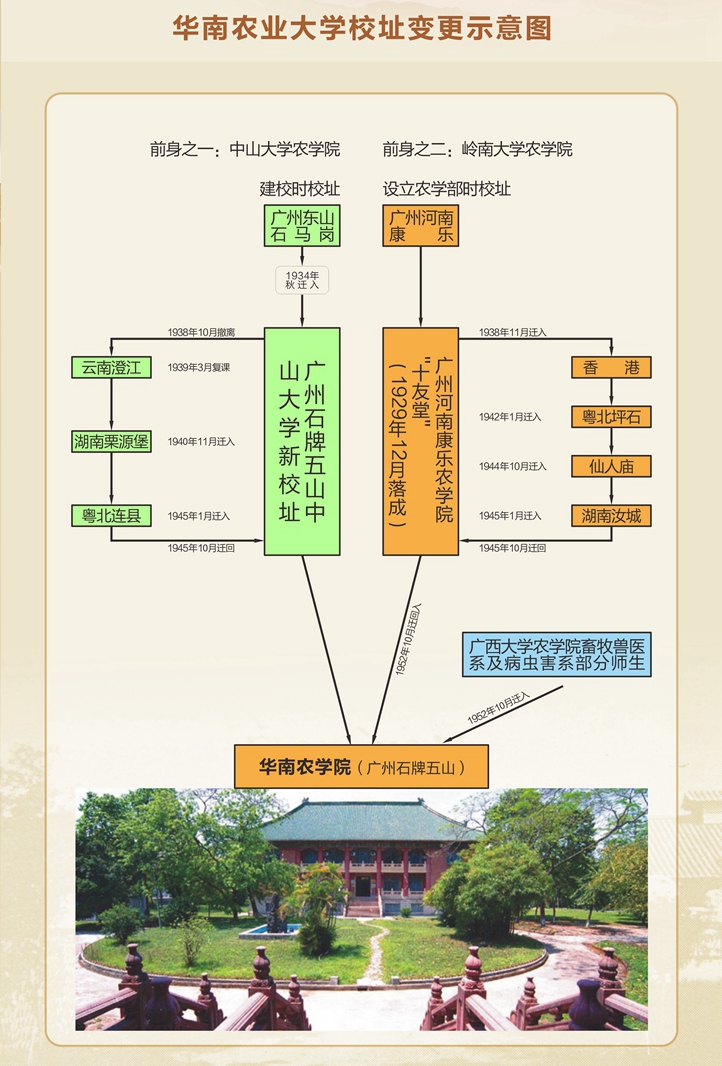 华南农业大学校址变更示意图
前身之一：中山大学农学院
建校时校址
广州东山
石马岗
1934年
秋迁入
广州石牌五山中
山大学新校址
1938年10月撤离
云南澄江
1939年3月复课
湖南栗源堡
1940年11月迁入
粤北连县
1945年1月迁入
1945年10月迁回
前身之二：岭南大学农学院
设立农学部时校址
广州河南
康乐
广州河南康乐农学院
"十友堂"
(1929年12月落成)
1938年11月迁入
香港
1942年1月迁入
粤北坪石
1944年10月迁入
仙人庙
1945年1月迁入
湖南汝城
1945年10月迁回
1952年10月迁回入
广西大学农学院畜牧兽医
系及病虫害系部分师生
1952年10月迁入
华南农学院（广州石牌五山）